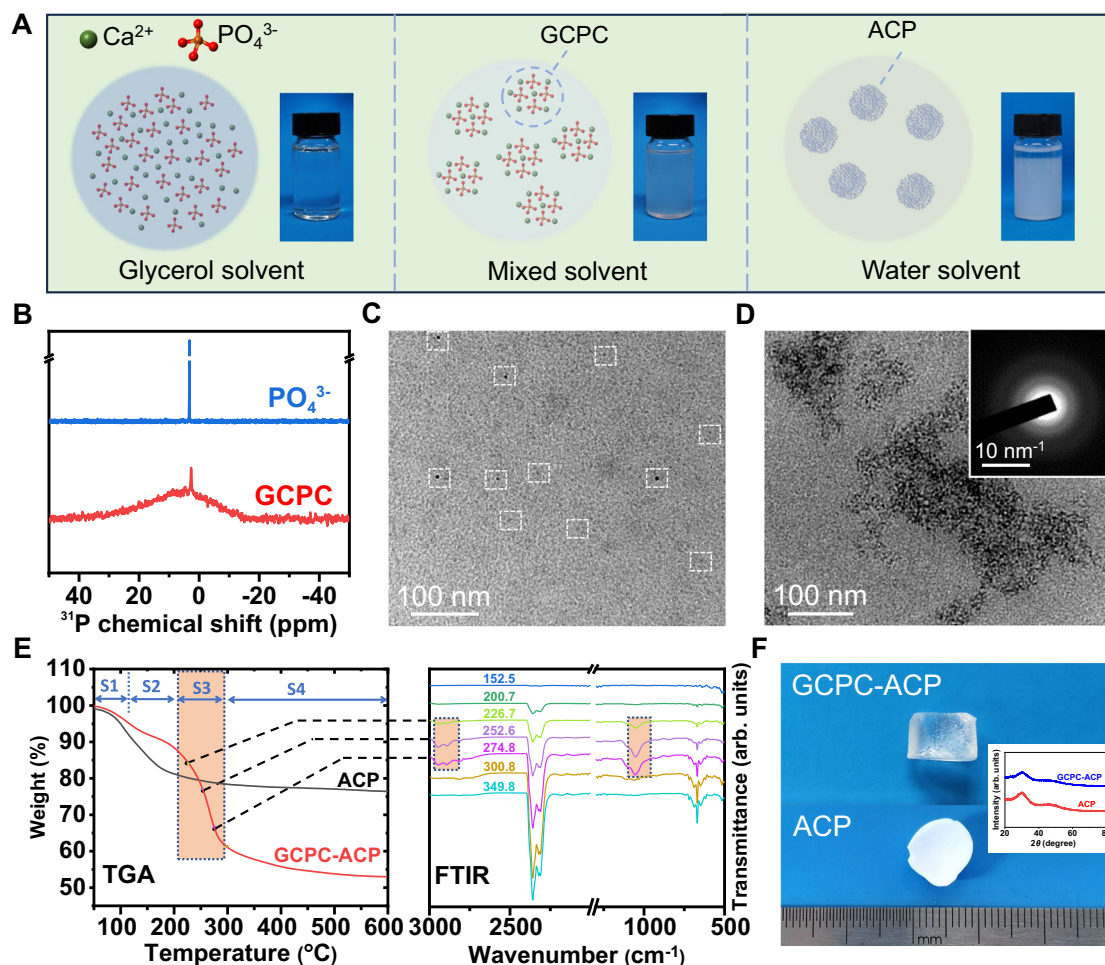 A
Ca²⁺ PO₄³⁻
GCPC
ACP
Glycerol solvent
Mixed solvent
Water solvent
B
PO₄³⁻
GCPC
50 40 20 0 -20 -40
³¹P chemical shift (ppm)
C
100 nm
D
10 nm⁻¹
100 nm
E
110
100
90
80
70
60
50
S1 S2 S3 S4
ACP
GCPC-ACP
TGA
Weight (%)
100 200 300 400 500 600
Temperature (°C)
152.5
200.7
226.7
252.6
274.8
300.8
349.8
FTIR
3000 2500 1000 500
Wavenumber (cm⁻¹)
Transmittance (arb. units)
F
GCPC-ACP
ACP
Intensity (arb. units)
GCPC-ACP
ACP
20 40 60 80
2θ (degree)
mm